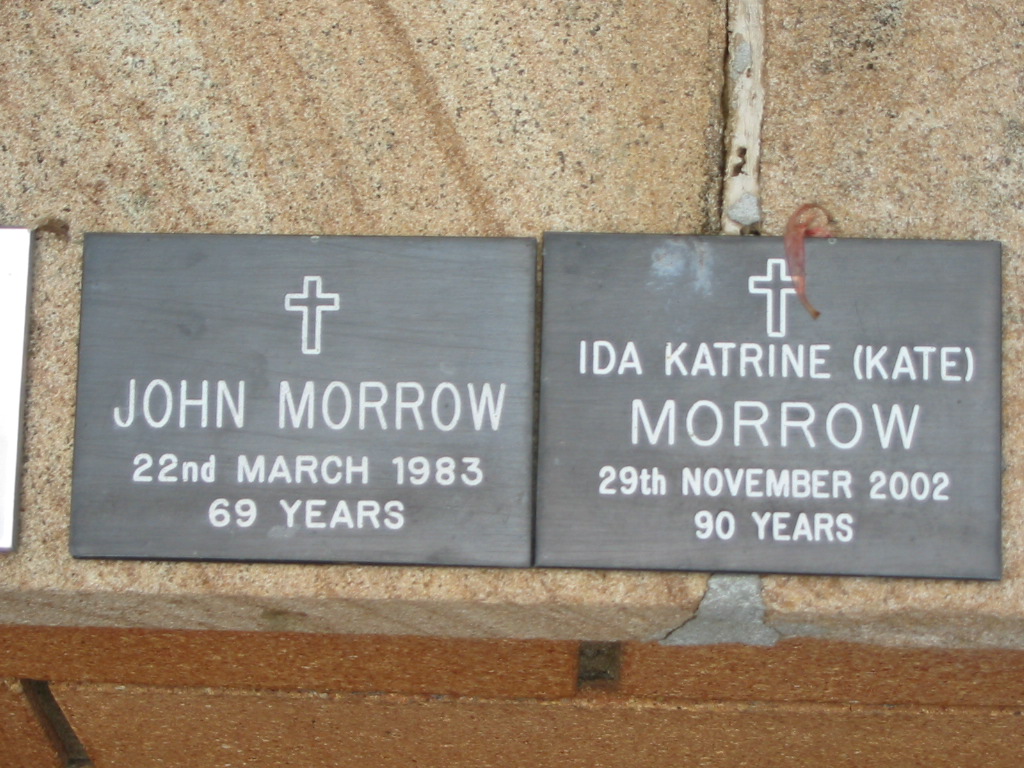 JOHN MORROW
22nd MARCH 1983
69 YEARS
IDA KATRINE (KATE)
MORROW
29th NOVEMBER 2002
90 YEARS